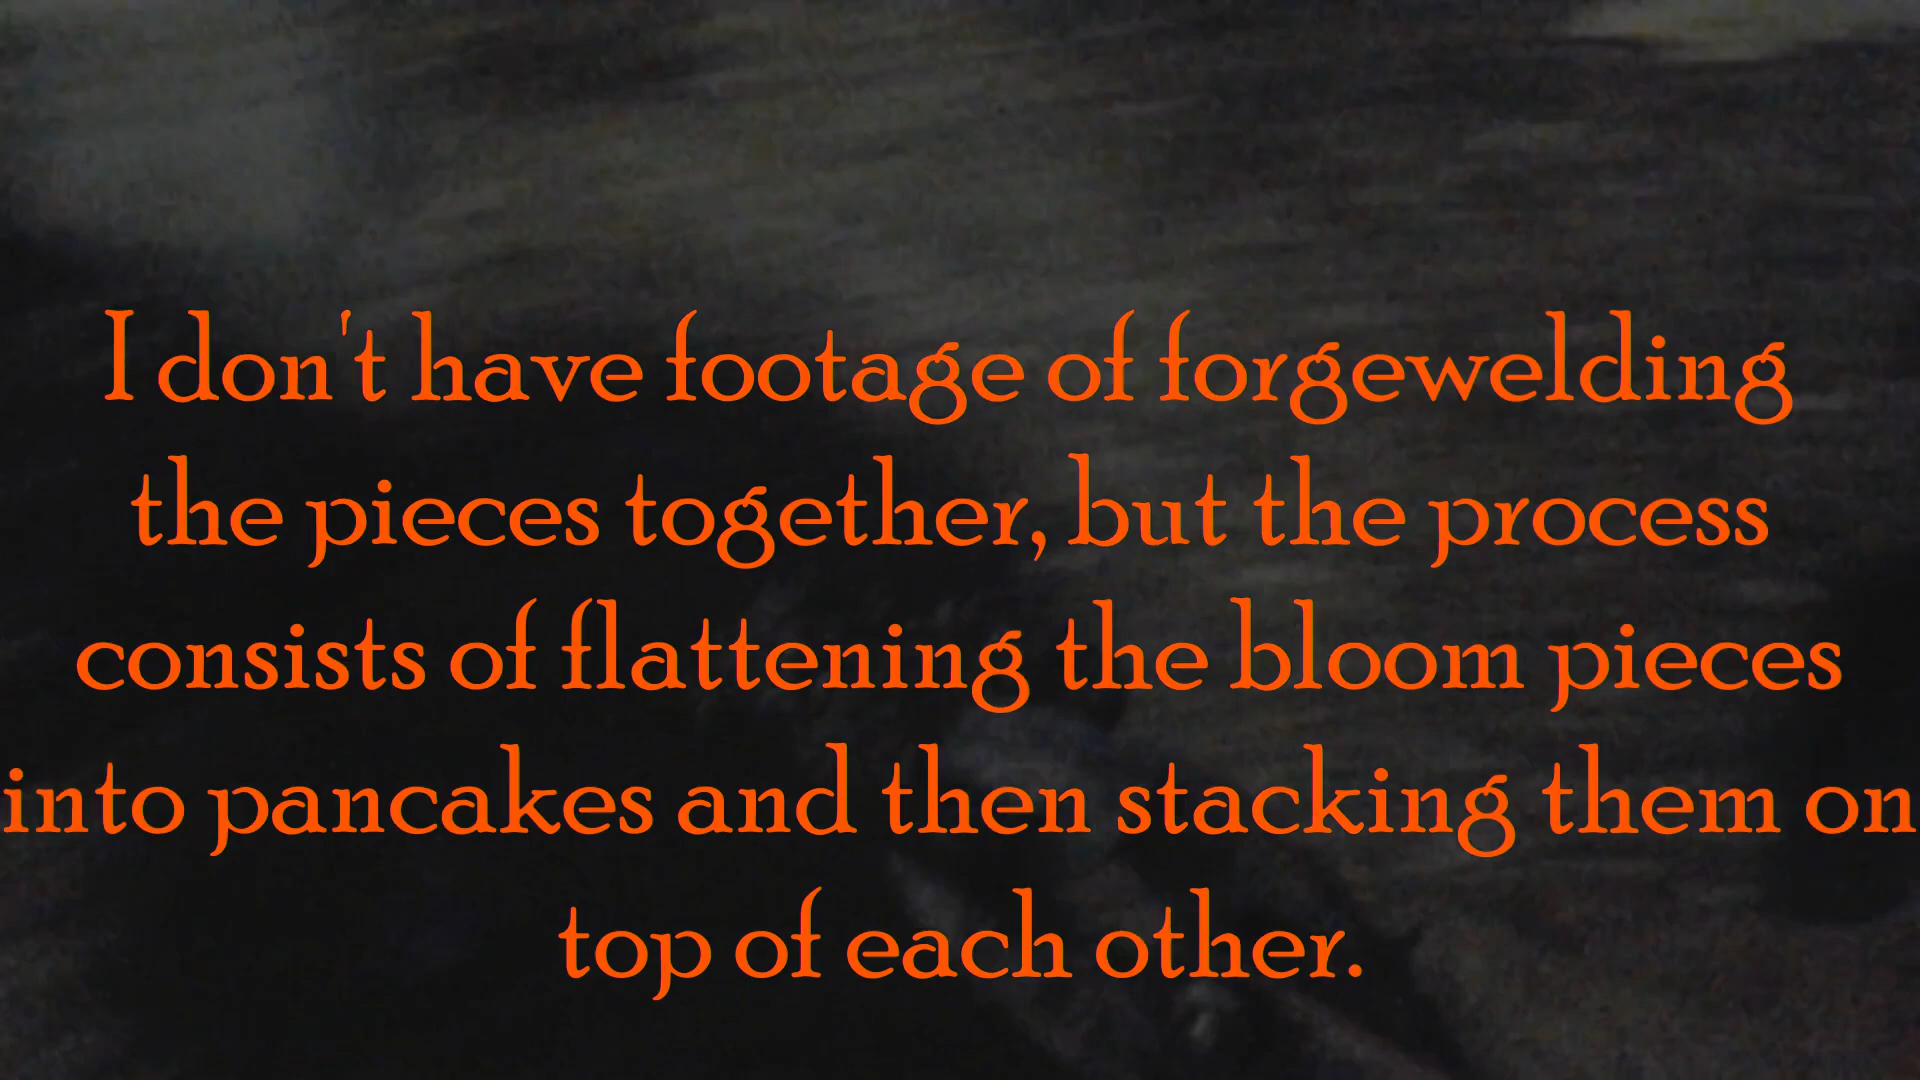 I don't have footage of forgewelding
the pieces together, but the process
consists of flattening the bloom pieces
into pancakes and then stacking them on
top of each other.